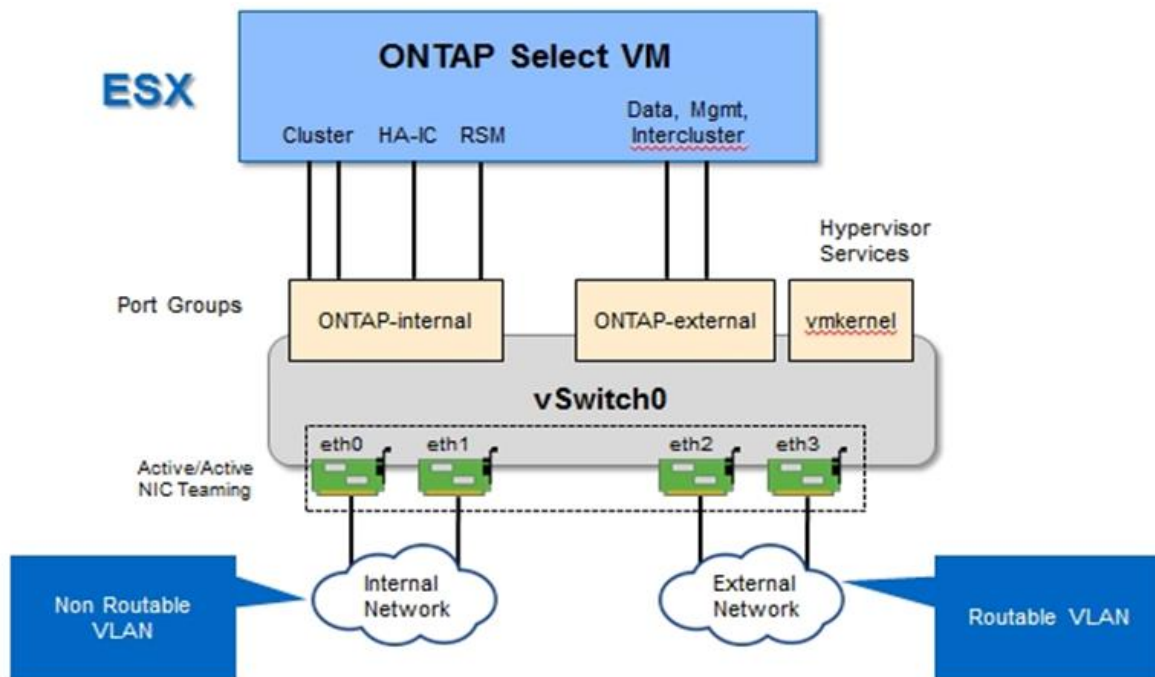 ONTAP Select VM
ESX
Cluster
HA-IC
RSM
Data, Mgmt,
Intercluster
Hypervisor
Services
Port Groups
ONTAP-internal
ONTAP-external
vmkernel
vSwitch0
eth0
eth1
eth2
eth3
Active/Active
NIC Teaming
Internal
Network
External
Network
Non Routable
VLAN
Routable VLAN